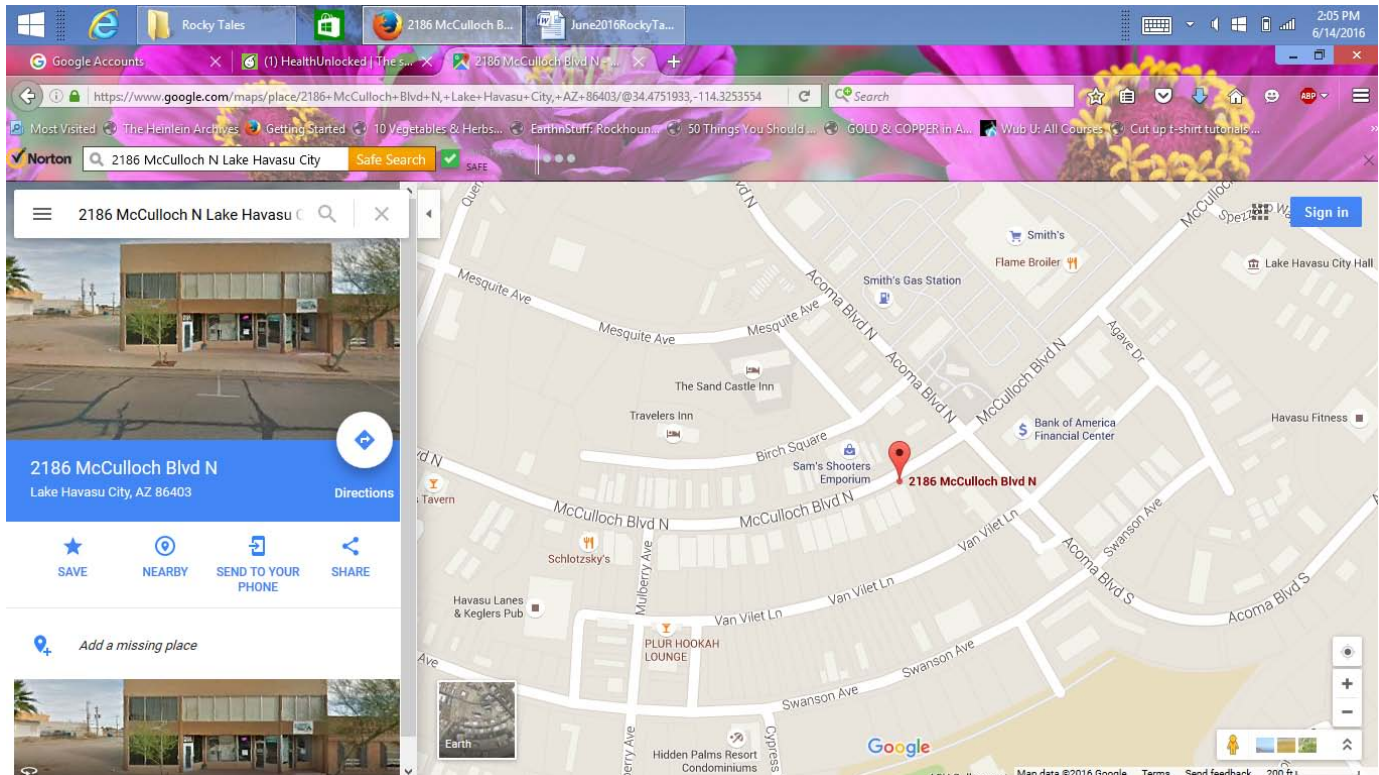 Rocky Tales
2186 McCulloch B...
June2016RockyTa...
2:05 PM
6/14/2016
Google Accounts
(1) HealthUnlocked | The s...
2186 McCulloch Blvd N - ...
https://www.google.com/maps/place/2186+McCulloch+Blvd+N,+Lake+Havasu+City,+AZ+86403/@34.4751933,-114.3253554
Search
ABP
Most Visited
The Heinlein Archives
Getting Started
10 Vegetables & Herbs...
EarthnStuff: Rockhoun...
50 Things You Should ...
GOLD & COPPER in A...
Wub U: All Courses
Cut up t-shirt tutorials ...
Norton
2186 McCulloch N Lake Havasu City
Safe Search
SAFE
2186 McCulloch N Lake Havasu C
2186 McCulloch Blvd N
Lake Havasu City, AZ 86403
Directions
SAVE
NEARBY
SEND TO YOUR
PHONE
SHARE
Add a missing place
Sign in
Smith's
Flame Broiler
Lake Havasu City Hall
Smith's Gas Station
McCulloch
Mesquite Ave
Mesquite Ave
Mesquite Ave
Acoma Blvd N
Acoma Blvd N
McCulloch Blvd N
Agave Dr
The Sand Castle Inn
Travelers Inn
Birch Square
Sam's Shooters
Emporium
2186 McCulloch Blvd N
Bank of America
Financial Center
Havasu Fitness
Tavern
McCulloch Blvd N
McCulloch Blvd N
Schlotzsky's
Mulberry Ave
Van Vilet Ln
Van Vilet Ln
Van Vilet Ln
Swanson Ave
Swanson Ave
Swanson Ave
Acoma Blvd S
Acoma Blvd S
Havasu Lanes
& Keglers Pub
PLUR HOOKAH
LOUNGE
Ave
Earth
Hidden Palms Resort
Condominiums
Cypress
Google
Map data ©2016 Google
Terms
Send feedback
200 ft